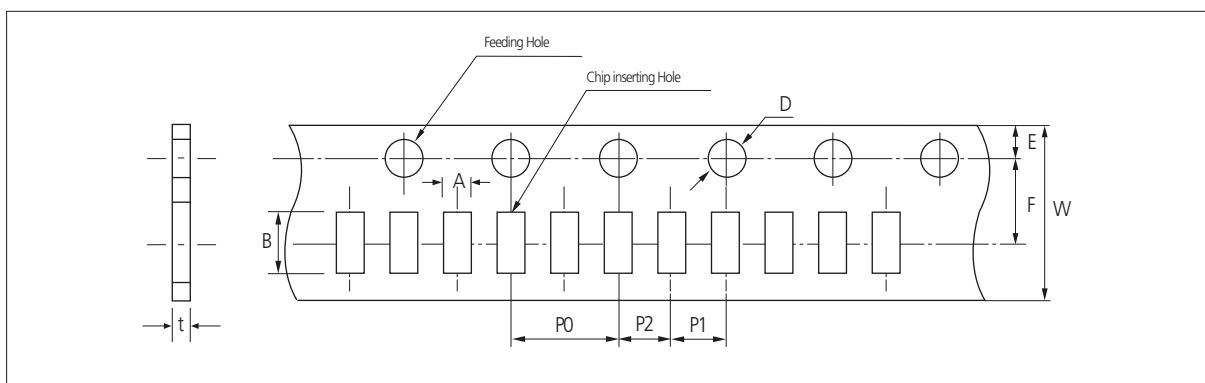 Feeding Hole
Chip inserting Hole
D
E
A
F
W
B
t
P0
P2
P1